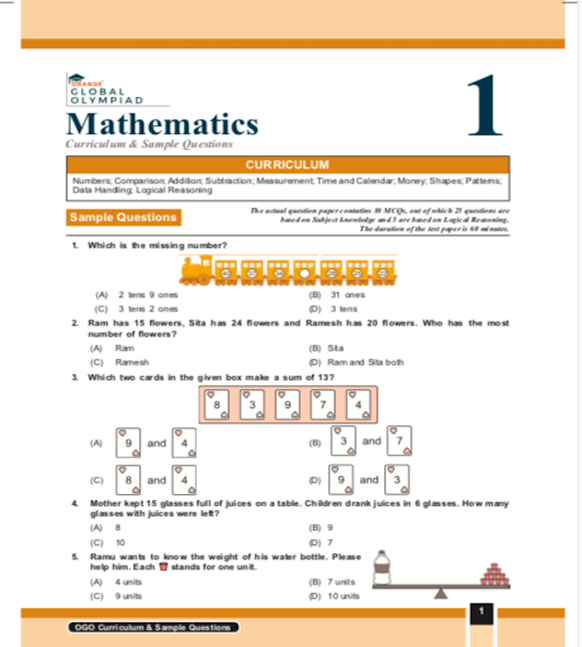 ORANGE
GLOBAL
OLYMPIAD
Mathematics
1
Curriculum & Sample Questions
CURRICULUM
Numbers; Comparison; Addition; Subtraction; Measurement; Time and Calendar; Money; Shapes; Patterns;
Data Handling; Logical Reasoning
Sample Questions
The actual question paper contains 30 MCQs, out of which 25 questions are
based on Subject knowledge and 5 are based on Logical Reasoning.
The duration of the test paper is 60 minutes.
1. Which is the missing number?
(A) 2 tens 9 ones (B) 31 ones
(C) 3 tens 2 ones (D) 3 tens
2. Ram has 15 flowers, Sita has 24 flowers and Ramesh has 20 flowers. Who has the most
number of flowers?
(A) Ram (B) Sita
(C) Ramesh (D) Ram and Sita both
3. Which two cards in the given box make a sum of 13?
8 3 9 7 4
(A) 9 and 4 (B) 3 and 7
(C) 8 and 4 (D) 9 and 3
4. Mother kept 15 glasses full of juices on a table. Children drank juices in 6 glasses. How many
glasses with juices were left?
(A) 8 (B) 9
(C) 10 (D) 7
5. Ramu wants to know the weight of his water bottle. Please
help him. Each stands for one unit.
(A) 4 units (B) 7 units
(C) 9 units (D) 10 units
1
OGO Curriculum & Sample Questions